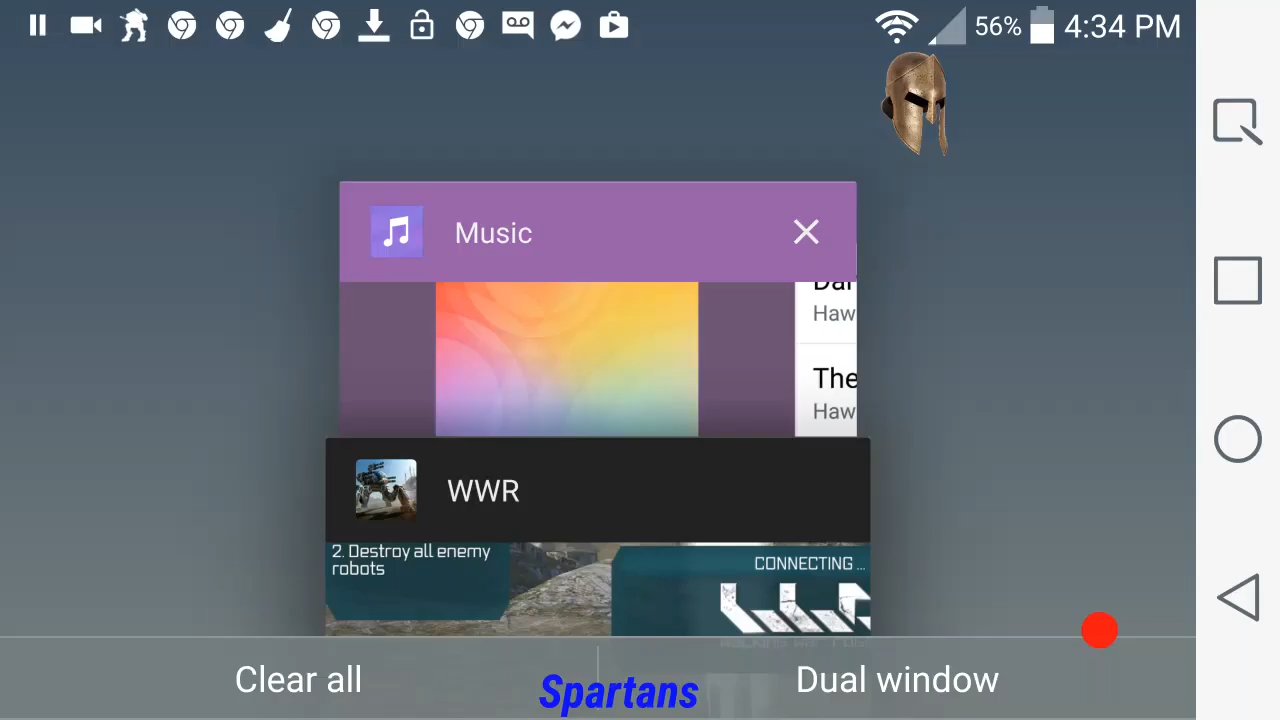 56% 4:34 PM
Music
Dar
Haw
The
Haw
WWR
2. Destroy all enemy
robots
CONNECTING ...
Clear all
Dual window
Spartans